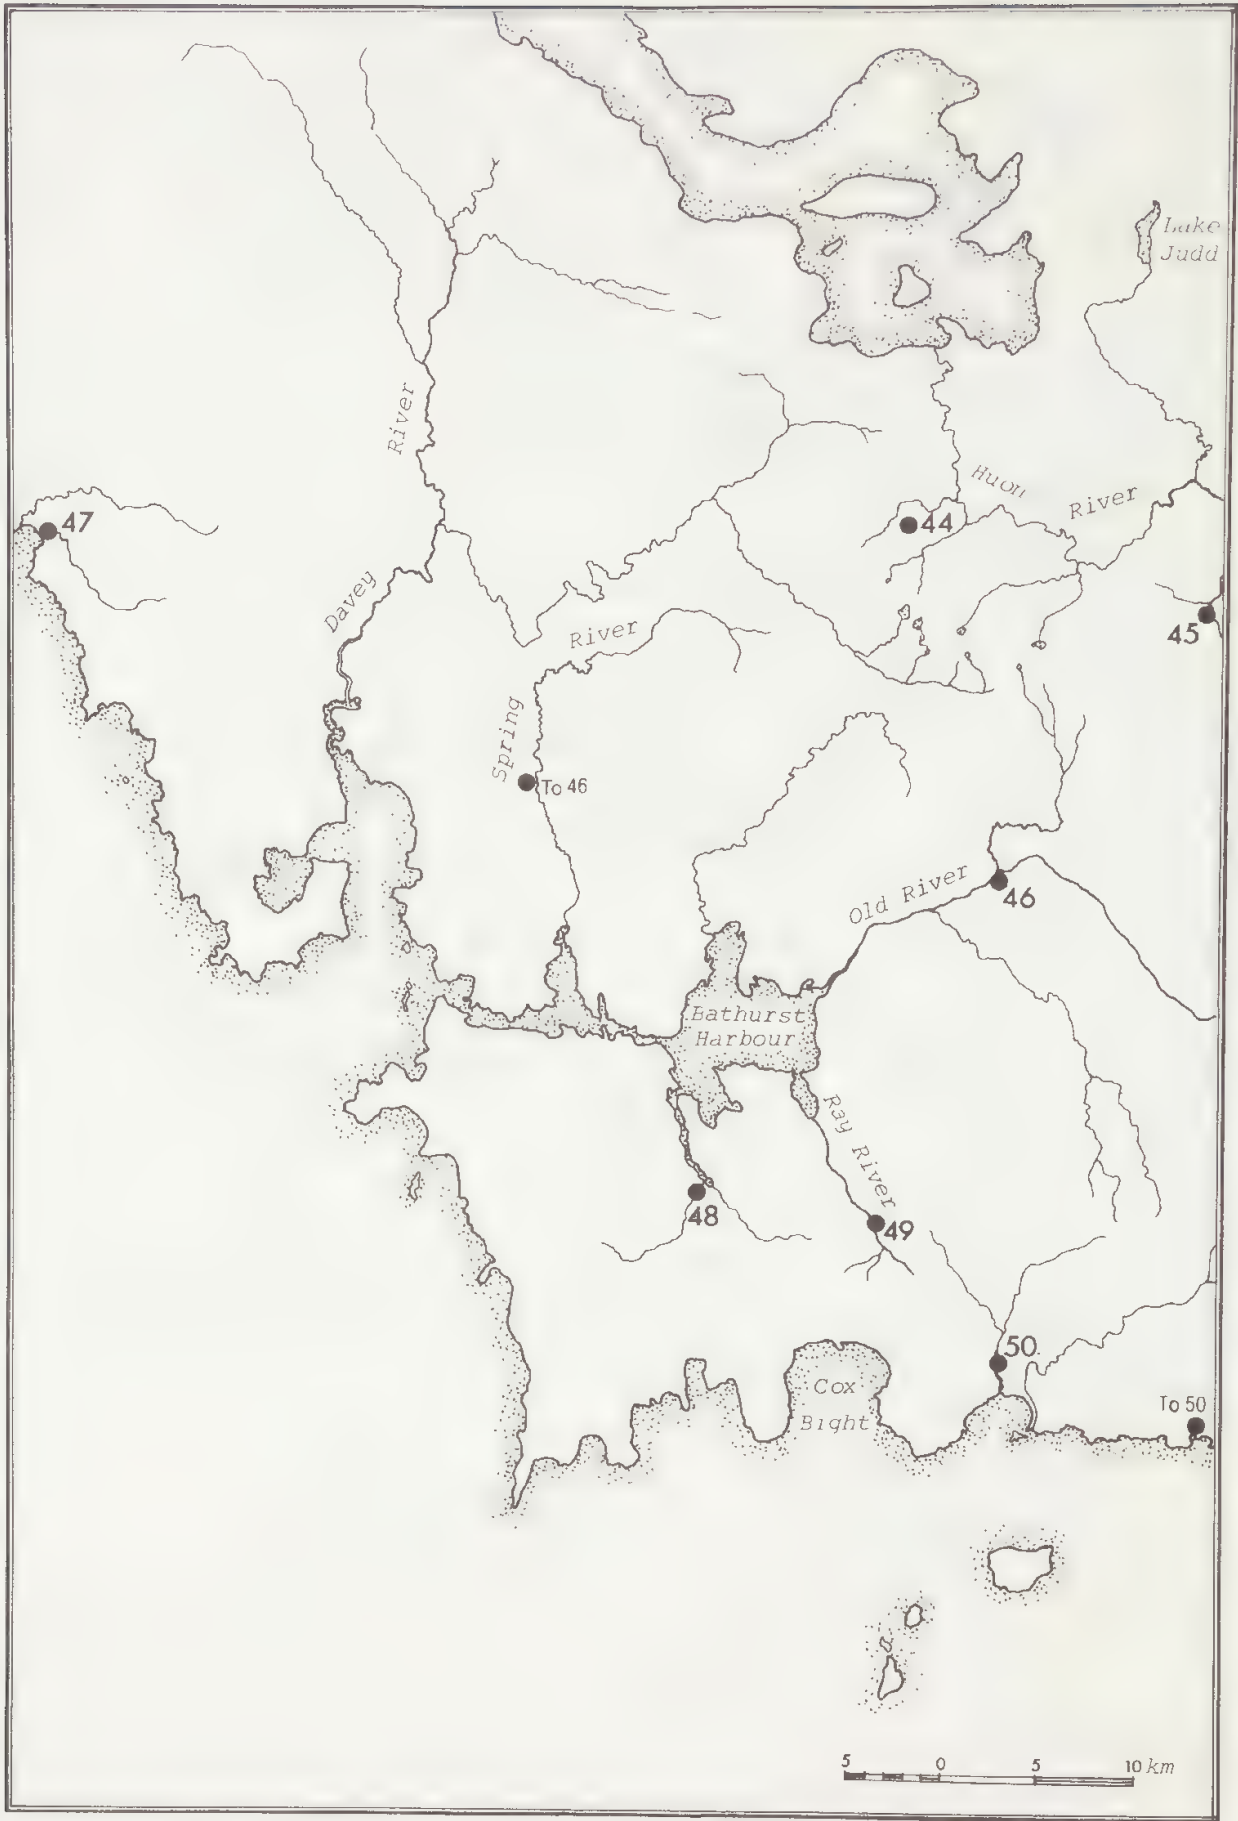 Lake
Judd
River
Huon
River
47
44
Davey
River
45
Spring
To 46
Old River
46
Bathurst
Harbour
Ray River
48
49
50
Cox
Bight
To 50
5 0 5 10 km